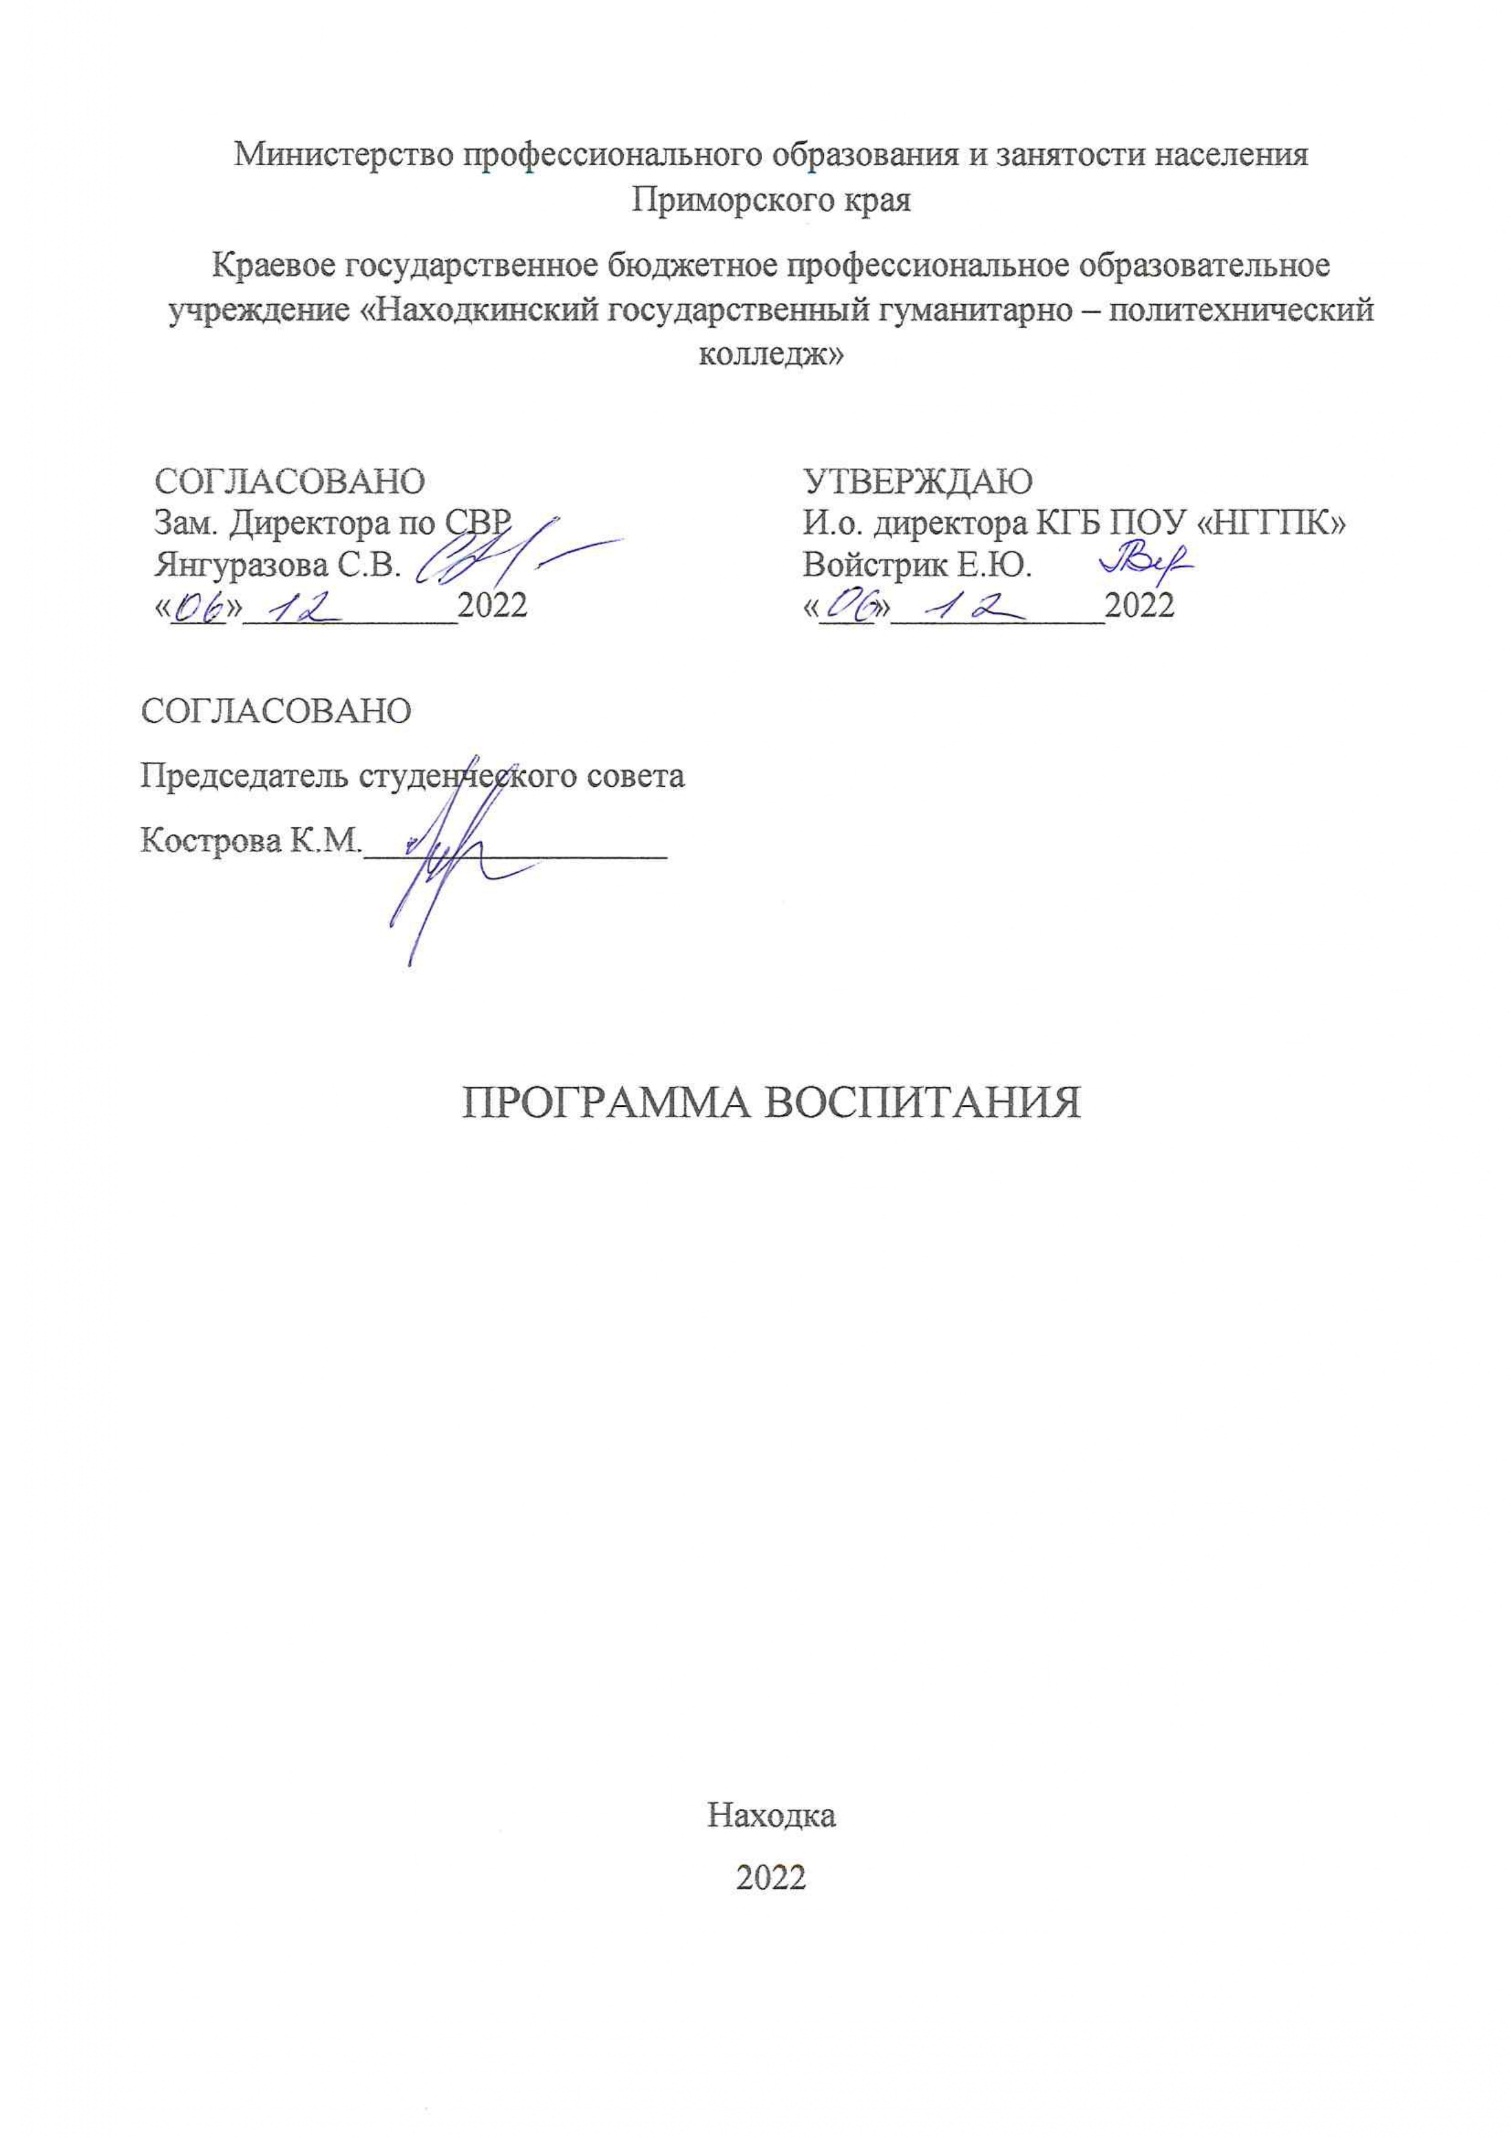 Министерство профессионального образования и занятости населения
Приморского края
Краевое государственное бюджетное профессиональное образовательное
учреждение «Находкинский государственный гуманитарно – политехнический
колледж»
СОГЛАСОВАНО
Зам. Директора по СВР
Янгуразова С.В.
«06» 12 2022
УТВЕРЖДАЮ
И.о. директора КГБ ПОУ «НГГПК»
Войстрик Е.Ю.
«06» 12 2022
СОГЛАСОВАНО
Председатель студенческого совета
Кострова К.М.
ПРОГРАММА ВОСПИТАНИЯ
Находка
2022